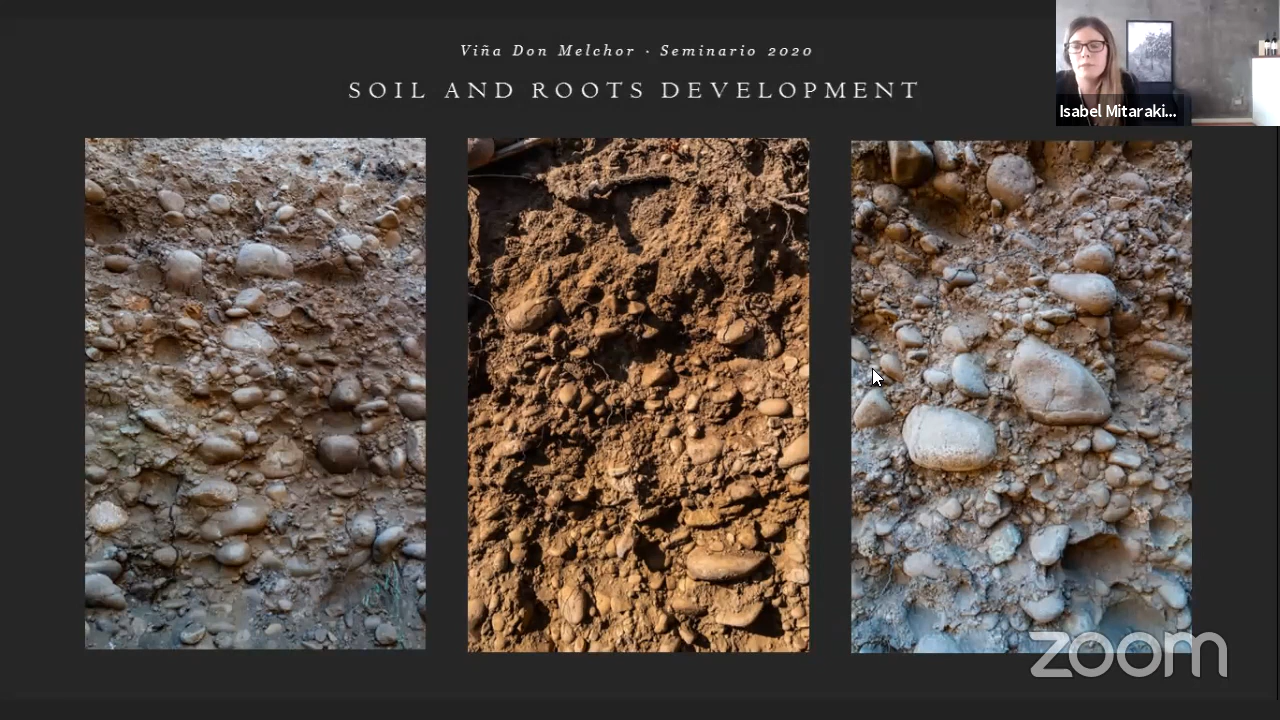 Viña Don Melchor · Seminario 2020
SOIL AND ROOTS DEVELOPMENT
Isabel Mitaraki...
zoom